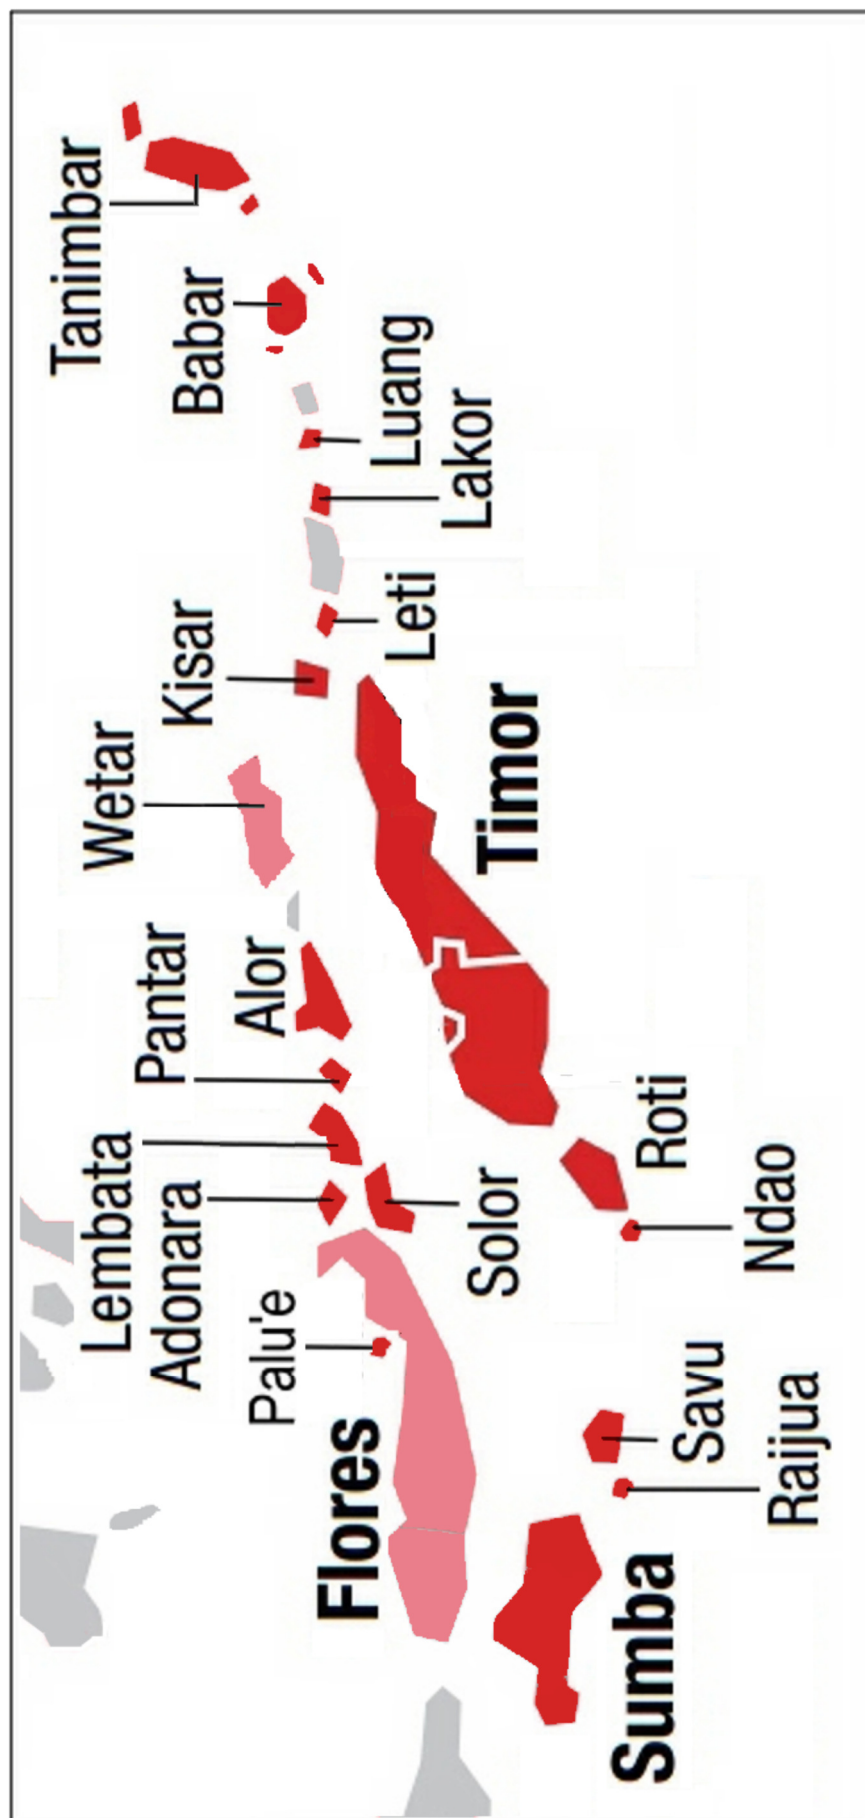 Tanimbar
Babar
Luang
Lakor
Leti
Kisar
Wetar
Timor
Alor
Pantar
Lembata
Adonara
Solor
Roti
Ndao
Palu'e
Flores
Savu
Raijua
Sumba